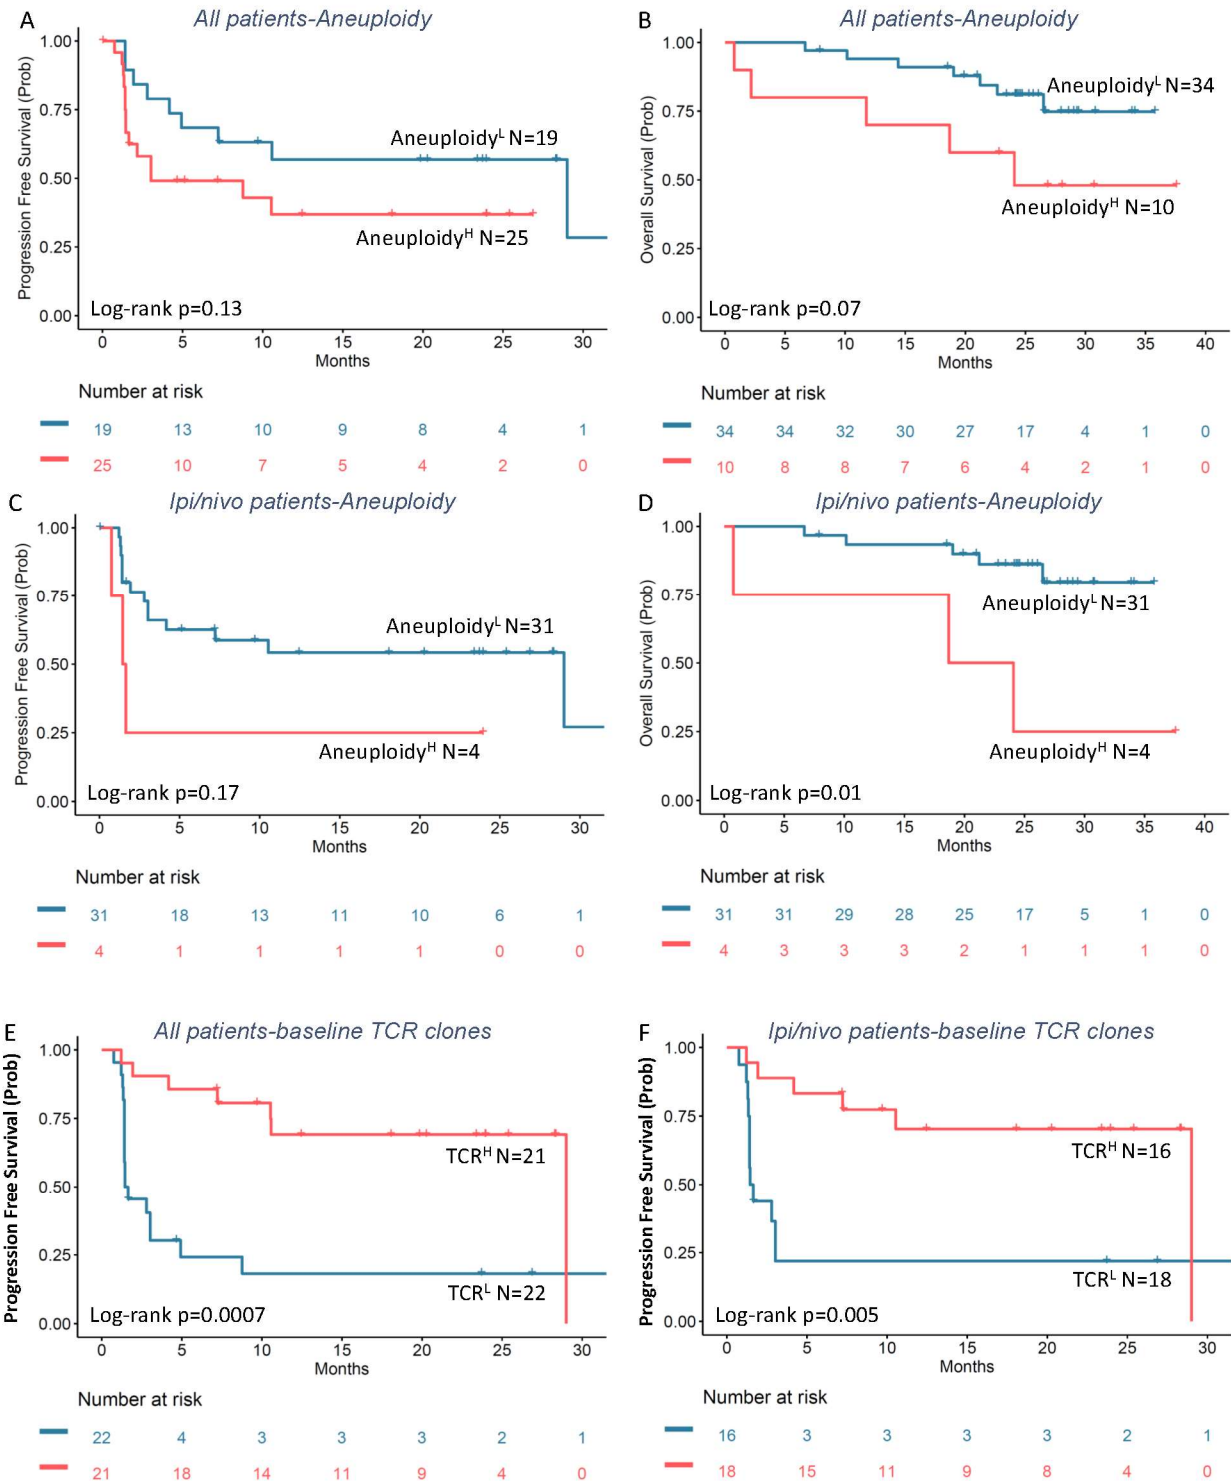 A
All patients-Aneuploidy
Progression Free Survival (Prob)
1.00
0.75
0.50
0.25
0.00
Aneuploidy^L N=19
Aneuploidy^H N=25
Log-rank p=0.13
0 5 10 15 20 25 30
Months
Number at risk
19 13 10 9 8 4 1
25 10 7 5 4 2 0
B
All patients-Aneuploidy
Overall Survival (Prob)
1.00
0.75
0.50
0.25
0.00
Aneuploidy^L N=34
Aneuploidy^H N=10
Log-rank p=0.07
0 5 10 15 20 25 30 35 40
Months
Number at risk
34 34 32 30 27 17 4 1 0
10 8 8 7 6 4 2 1 0
C
Ipi/nivo patients-Aneuploidy
Progression Free Survival (Prob)
1.00
0.75
0.50
0.25
0.00
Aneuploidy^L N=31
Aneuploidy^H N=4
Log-rank p=0.17
0 5 10 15 20 25 30
Months
Number at risk
31 18 13 11 10 6 1
4 1 1 1 1 0 0
D
Ipi/nivo patients-Aneuploidy
Overall Survival (Prob)
1.00
0.75
0.50
0.25
0.00
Aneuploidy^L N=31
Aneuploidy^H N=4
Log-rank p=0.01
0 5 10 15 20 25 30 35 40
Months
Number at risk
31 31 29 28 25 17 5 1 0
4 3 3 3 2 1 1 1 0
E
All patients-baseline TCR clones
Progression Free Survival (Prob)
1.00
0.75
0.50
0.25
0.00
TCR^H N=21
TCR^L N=22
Log-rank p=0.0007
0 5 10 15 20 25 30
Months
Number at risk
22 4 3 3 3 2 1
21 18 14 11 9 4 0
F
Ipi/nivo patients-baseline TCR clones
Progression Free Survival (Prob)
1.00
0.75
0.50
0.25
0.00
TCR^H N=16
TCR^L N=18
Log-rank p=0.005
0 5 10 15 20 25 30
Months
Number at risk
16 3 3 3 3 2 1
18 15 11 9 8 4 0